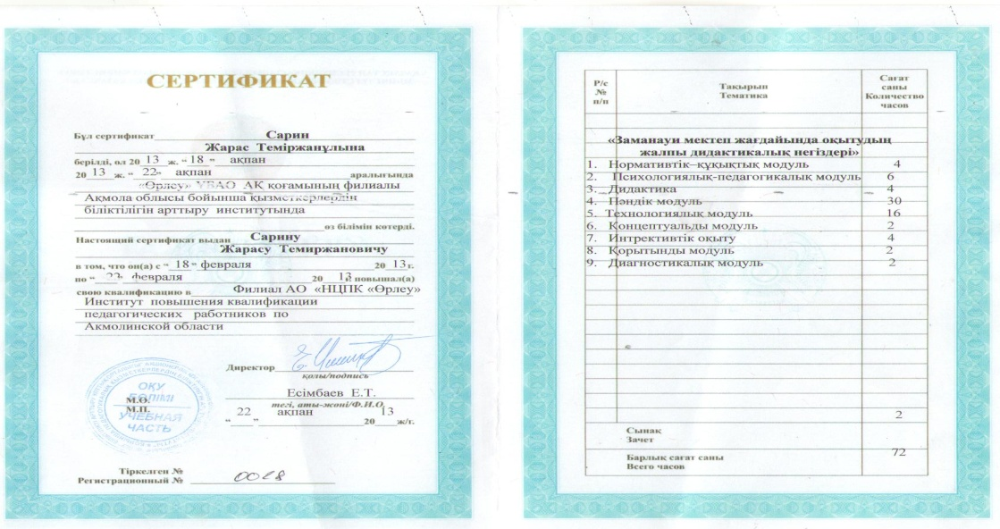 СЕРТИФИКАТ
Бұл сертификат Сарин
Жарас Теміржанұлына
берілді, ол 20 13 ж. "18" ақпан
20 13 ж. "22" ақпан аралығында
«Өрлеу» ҰБАО АҚ қоғамының филиалы
Ақмола облысы бойынша қызметкерлердің
біліктілігін арттыру институтында
өз білімін көтерді.
Настоящий сертификат выдан Сарину
Жарасу Темиржановичу
в том, что он(а) с "18" февраля 20 13 г.
по "22" февраля 20 13 г. повышал(а)
свою квалификацию в Филиал АО «НЦПК «Өрлеу»
Институт повышения квалификации
педагогических работников по
Акмолинской области
Директор
қолы/подпись
Есімбаев Е.Т.
тегі, аты-жөні/Ф.И.О.
" 22 " ақпан 20 13 ж/г.
ОҚУ
БӨЛІМІ
М.О.
М.П.
УЧЕБНАЯ
ЧАСТЬ
Тіркелген №
Регистрационный № 0028
Р/с
№
п/п
Тақырып
Тематика
Сағат
саны
Количество
часов
«Заманауи мектеп жағдайында оқытудың
жалпы дидактикалық негіздері»
1. Нормативтік–құқықтық модуль 4
2. Психологиялық-педагогикалық модуль 6
3. Дидактика 4
4. Пәндік модуль 30
5. Технологиялық модуль 16
6. Концептуальды модуль 2
7. Интрективтік оқыту 4
8. Қорытынды модуль 2
9. Диагностикалық модуль 2
2
Сынақ
Зачет
Барлық сағат саны 72
Всего часов